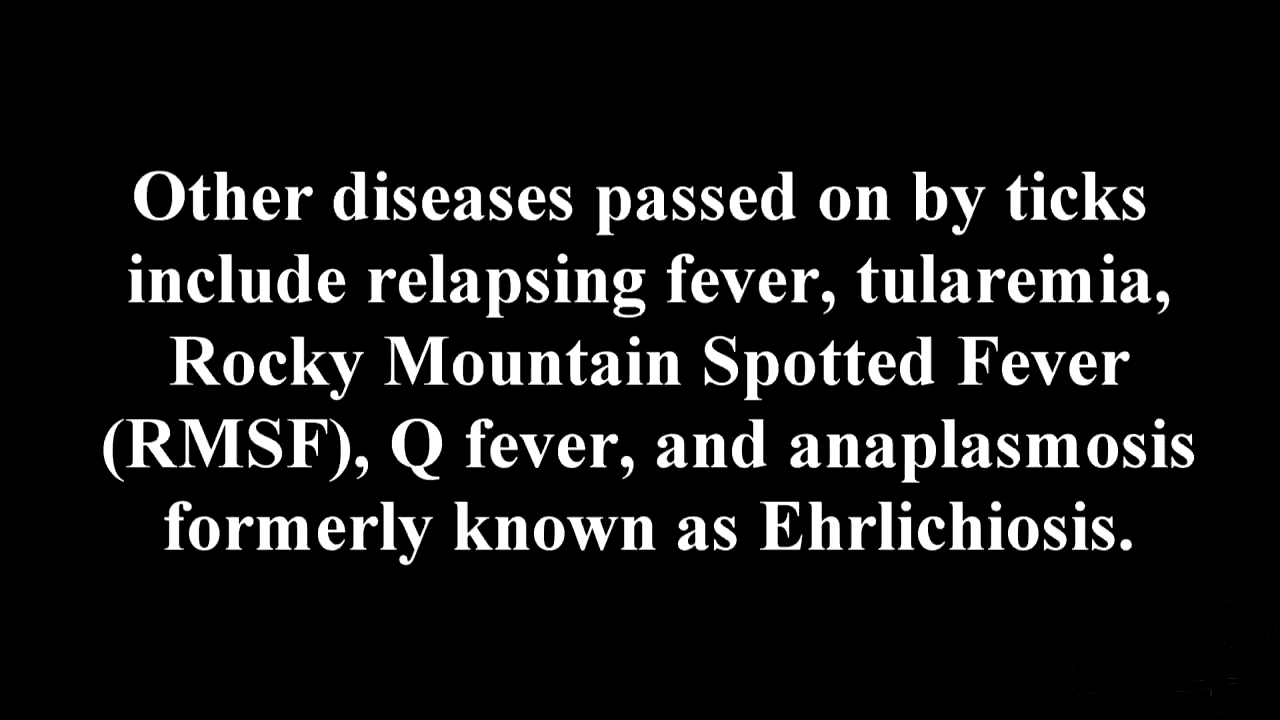 Other diseases passed on by ticks
include relapsing fever, tularemia,
Rocky Mountain Spotted Fever
(RMSF), Q fever, and anaplasmosis
formerly known as Ehrlichiosis.